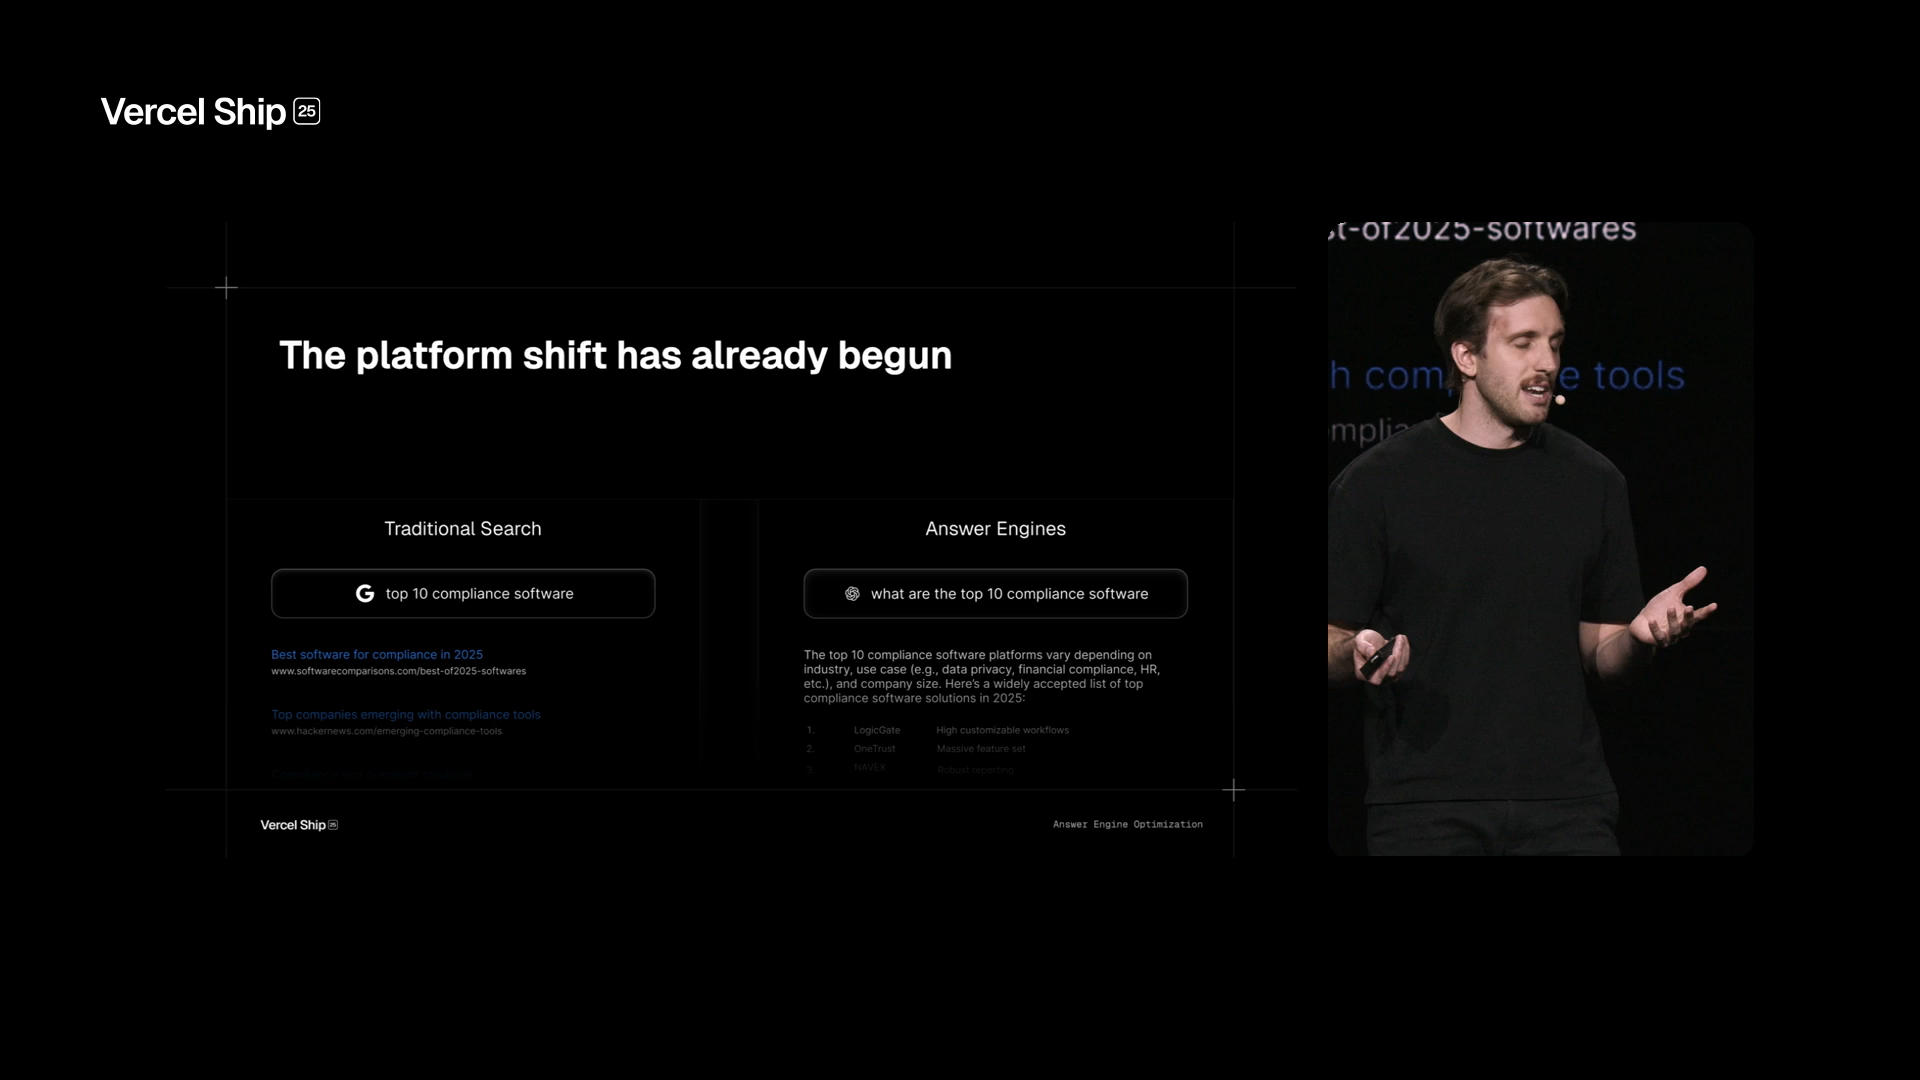 Vercel Ship 25
The platform shift has already begun
Traditional Search
top 10 compliance software
Best software for compliance in 2025
www.softwarecomparisons.com/best-of2025-softwares
Top companies emerging with compliance tools
www.hackernews.com/emerging-compliance-tools
Answer Engines
what are the top 10 compliance software
The top 10 compliance software platforms vary depending on
industry, use case (e.g., data privacy, financial compliance, HR,
etc.), and company size. Here's a widely accepted list of top
compliance software solutions in 2025:
1. LogicGate High customizable workflows
2. OneTrust Massive feature set
3. NAVEX Robust reporting
Vercel Ship 25
Answer Engine Optimization
st-of2025-softwares
h com e tools
mplia